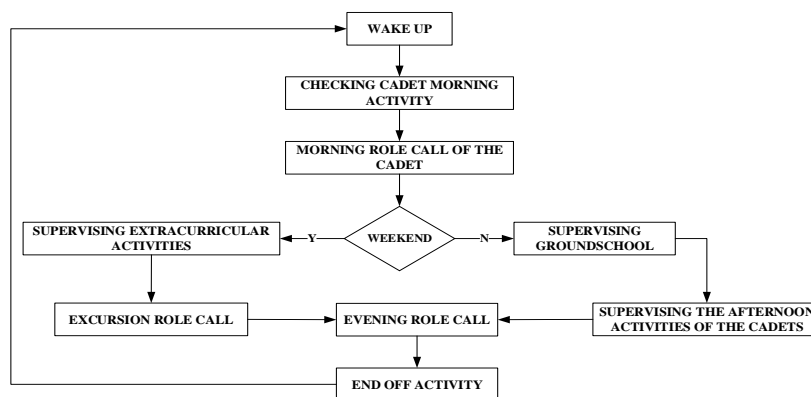 WAKE UP
CHECKING CADET MORNING
ACTIVITY
MORNING ROLE CALL OF THE
CADET
WEEKEND
Y
N
SUPERVISING EXTRACURRICULAR
ACTIVITIES
SUPERVISING
GROUNDSCHOOL
EXCURSION ROLE CALL
EVENING ROLE CALL
SUPERVISING THE AFTERNOON
ACTIVITIES OF THE CADETS
END OFF ACTIVITY